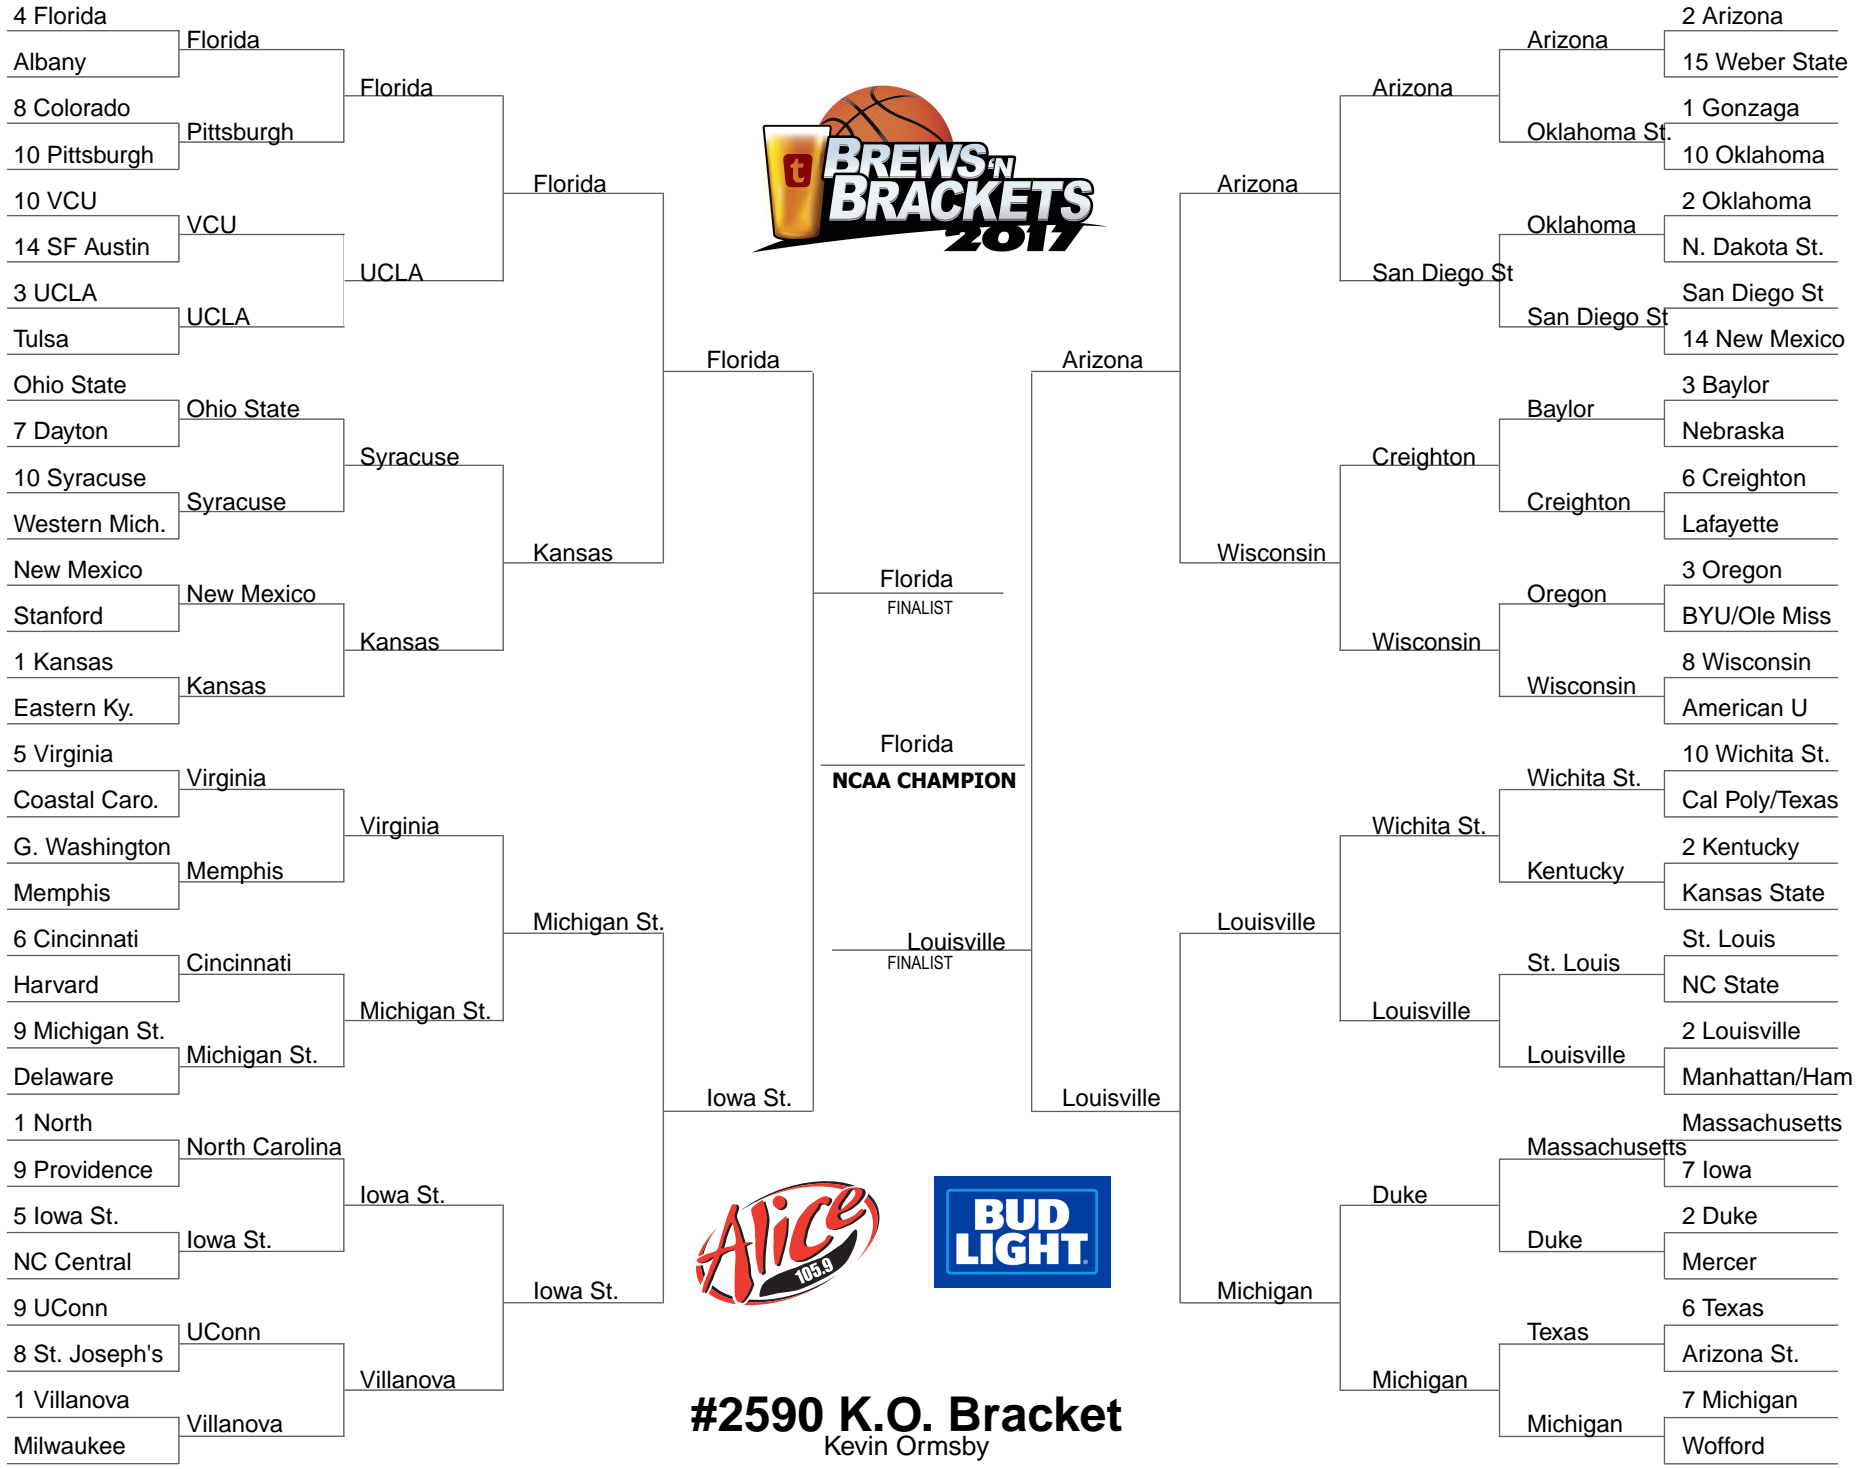 4 Florida
Albany
8 Colorado
10 Pittsburgh
10 VCU
14 SF Austin
3 UCLA
Tulsa
Ohio State
7 Dayton
10 Syracuse
Western Mich.
New Mexico
Stanford
1 Kansas
Eastern Ky.
5 Virginia
Coastal Caro.
G. Washington
Memphis
6 Cincinnati
Harvard
9 Michigan St.
Delaware
1 North
9 Providence
5 Iowa St.
NC Central
9 UConn
8 St. Joseph's
1 Villanova
Milwaukee
Florida
Pittsburgh
VCU
UCLA
Ohio State
Syracuse
New Mexico
Kansas
Virginia
Memphis
Cincinnati
Michigan St.
North Carolina
Iowa St.
UConn
Villanova
Florida
UCLA
Syracuse
Kansas
Virginia
Michigan St.
Iowa St.
Villanova
Florida
Kansas
Michigan St.
Iowa St.
Florida
Iowa St.
t
BREWS 'N
BRACKETS
2017
Florida
FINALIST
Florida
NCAA CHAMPION
Louisville
FINALIST
Alice
105.9
BUD
LIGHT
#2590 K.O. Bracket
Kevin Ormsby
Arizona
Louisville
Arizona
Wisconsin
Louisville
Michigan
Arizona
San Diego St
Creighton
Wisconsin
Wichita St.
Louisville
Duke
Michigan
Arizona
Oklahoma St.
Oklahoma
San Diego St
Baylor
Creighton
Oregon
Wisconsin
Wichita St.
Kentucky
St. Louis
Louisville
Massachusetts
Duke
Texas
Michigan
2 Arizona
15 Weber State
1 Gonzaga
10 Oklahoma
2 Oklahoma
N. Dakota St.
San Diego St
14 New Mexico
3 Baylor
Nebraska
6 Creighton
Lafayette
3 Oregon
BYU/Ole Miss
8 Wisconsin
American U
10 Wichita St.
Cal Poly/Texas
2 Kentucky
Kansas State
St. Louis
NC State
2 Louisville
Manhattan/Ham
Massachusetts
7 Iowa
2 Duke
Mercer
6 Texas
Arizona St.
7 Michigan
Wofford